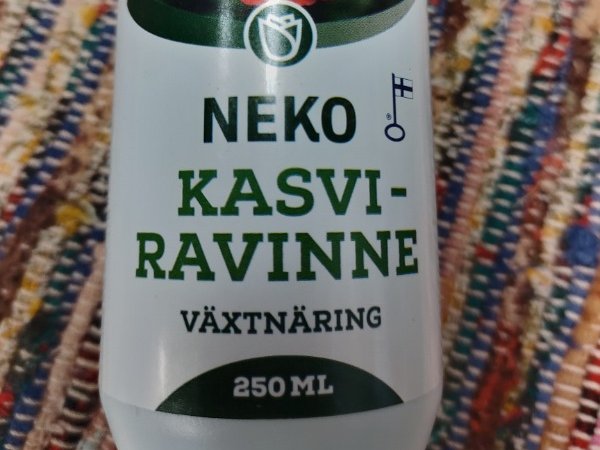 NEKO
KASVI-
RAVINNE
VÄXTNÄRING
250 ML